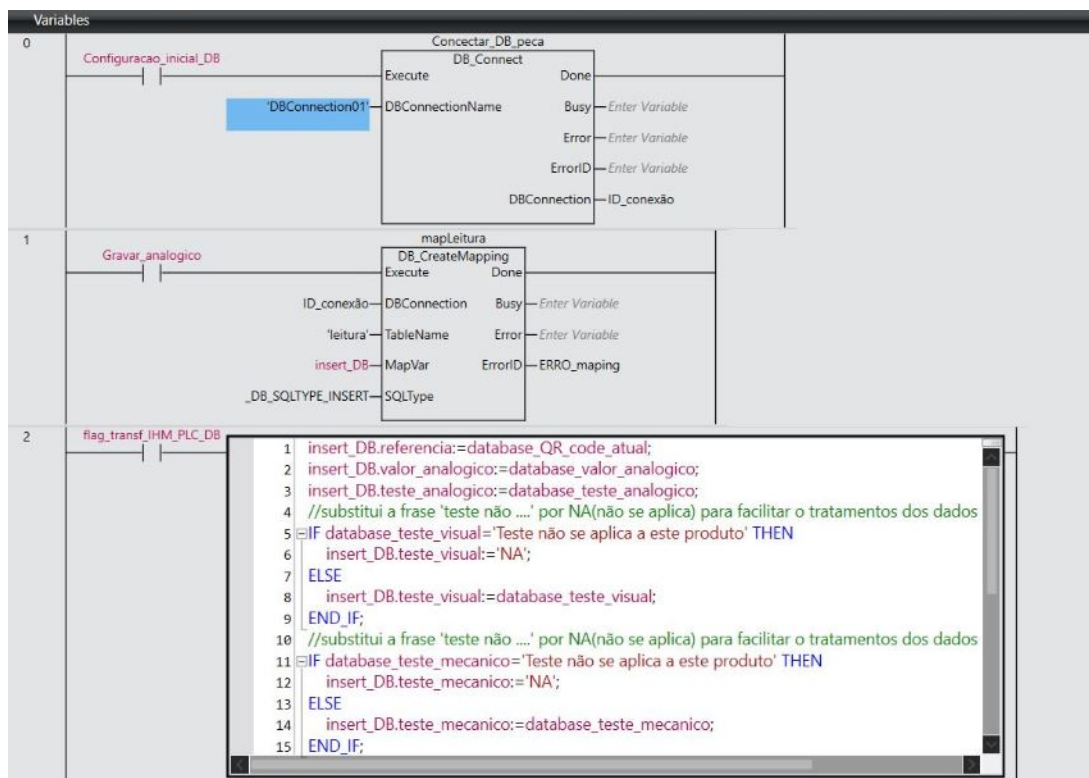 Variables
0
Concectar_DB_peca
Configuracao_inicial_DB
DB_Connect
Execute Done
'DBConnection01' DBConnectionName Busy Enter Variable
Error Enter Variable
ErrorID Enter Variable
DBConnection ID_conexão
1
mapLeitura
Gravar_analogico
DB_CreateMapping
Execute Done
ID_conexão DBConnection Busy Enter Variable
'leitura' TableName Error Enter Variable
insert_DB MapVar ErrorID ERRO_maping
_DB_SQLTYPE_INSERT SQLType
2
flag_transf_IHM_PLC_DB
1 insert_DB.referencia:=database_QR_code_atual;
2 insert_DB.valor_analogico:=database_valor_analogico;
3 insert_DB.teste_analogico:=database_teste_analogico;
4 //substitui a frase 'teste não ....' por NA(não se aplica) para facilitar o tratamentos dos dados
5 IF database_teste_visual='Teste não se aplica a este produto' THEN
6 insert_DB.teste_visual:='NA';
7 ELSE
8 insert_DB.teste_visual:=database_teste_visual;
9 END_IF;
10 //substitui a frase 'teste não ....' por NA(não se aplica) para facilitar o tratamentos dos dados
11 IF database_teste_mecanico='Teste não se aplica a este produto' THEN
12 insert_DB.teste_mecanico:='NA';
13 ELSE
14 insert_DB.teste_mecanico:=database_teste_mecanico;
15 END_IF;